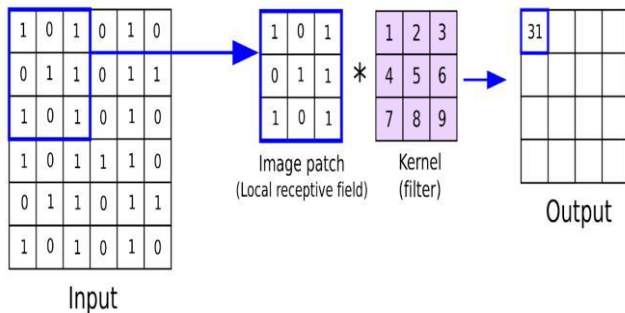 1 0 1 0 1 0
0 1 1 0 1 1
1 0 1 0 1 0
1 0 1 1 1 0
0 1 1 0 1 1
1 0 1 0 1 0
Input
1 0 1
0 1 1
1 0 1
Image patch
(Local receptive field)
*
1 2 3
4 5 6
7 8 9
Kernel
(filter)
31
Output